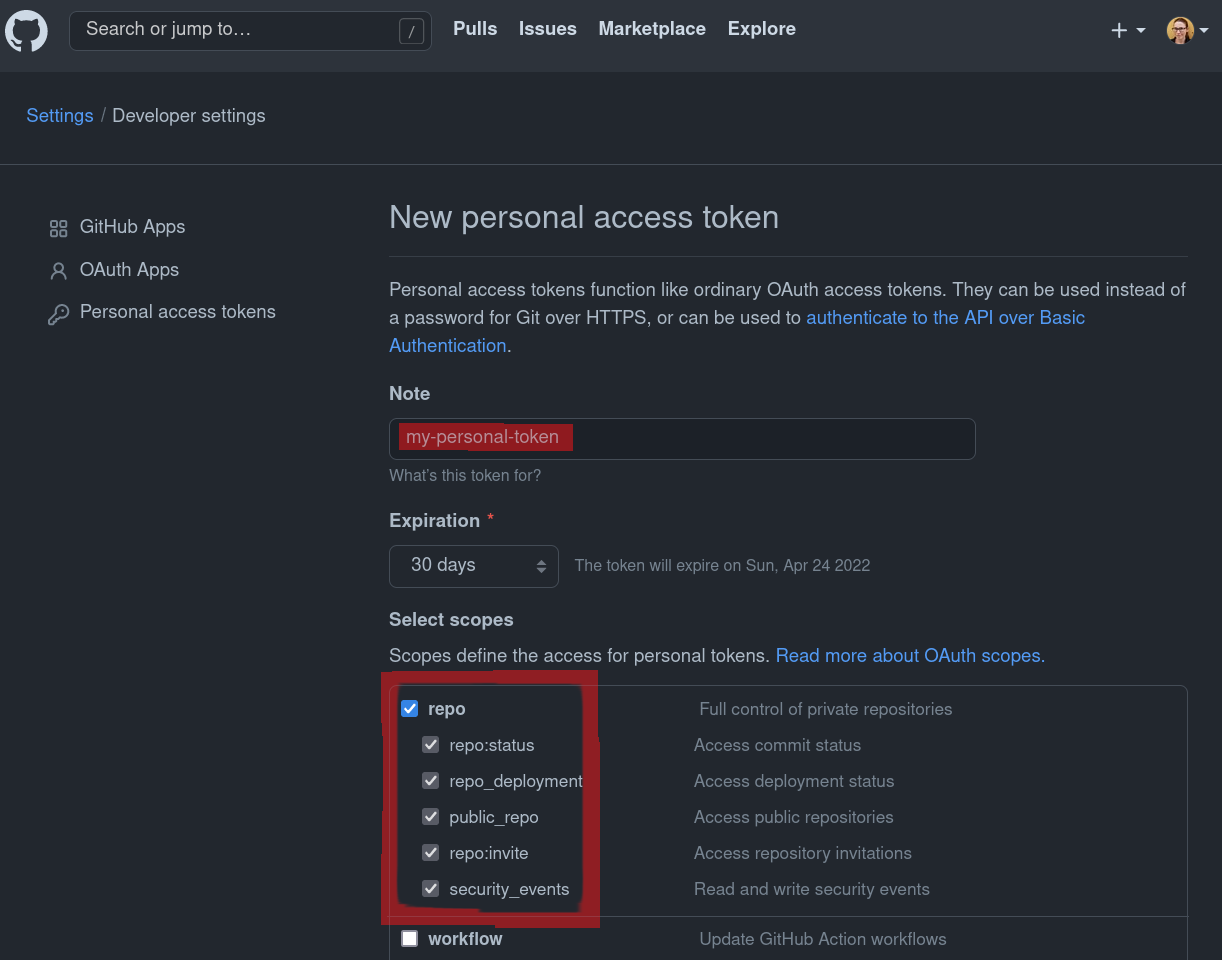 Search or jump to…
/
Pulls Issues Marketplace Explore
Settings / Developer settings
GitHub Apps
OAuth Apps
Personal access tokens
New personal access token
Personal access tokens function like ordinary OAuth access tokens. They can be used instead of
a password for Git over HTTPS, or can be used to authenticate to the API over Basic
Authentication.
Note
my-personal-token
What's this token for?
Expiration *
30 days The token will expire on Sun, Apr 24 2022
Select scopes
Scopes define the access for personal tokens. Read more about OAuth scopes.
repo Full control of private repositories
repo:status Access commit status
repo_deployment Access deployment status
public_repo Access public repositories
repo:invite Access repository invitations
security_events Read and write security events
workflow Update GitHub Action workflows